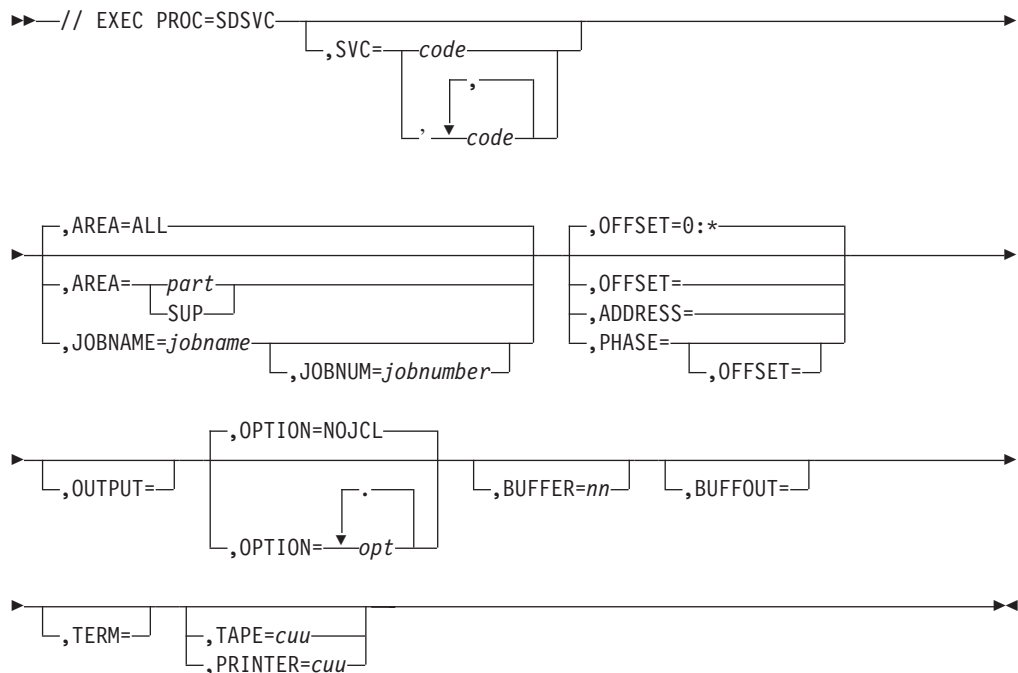 // EXEC PROC=SDSVC
,SVC= code
,
' code
,AREA=ALL ,OFFSET=0:*
,AREA= part ,OFFSET=
SUP ,ADDRESS=
,JOBNAME=jobname ,PHASE=
,JOBNUM=jobnumber ,OFFSET=
,OPTION=NOJCL
,OUTPUT= . ,BUFFER=nn ,BUFFOUT=
,OPTION= opt
,TERM= ,TAPE=cuu
,PRINTER=cuu